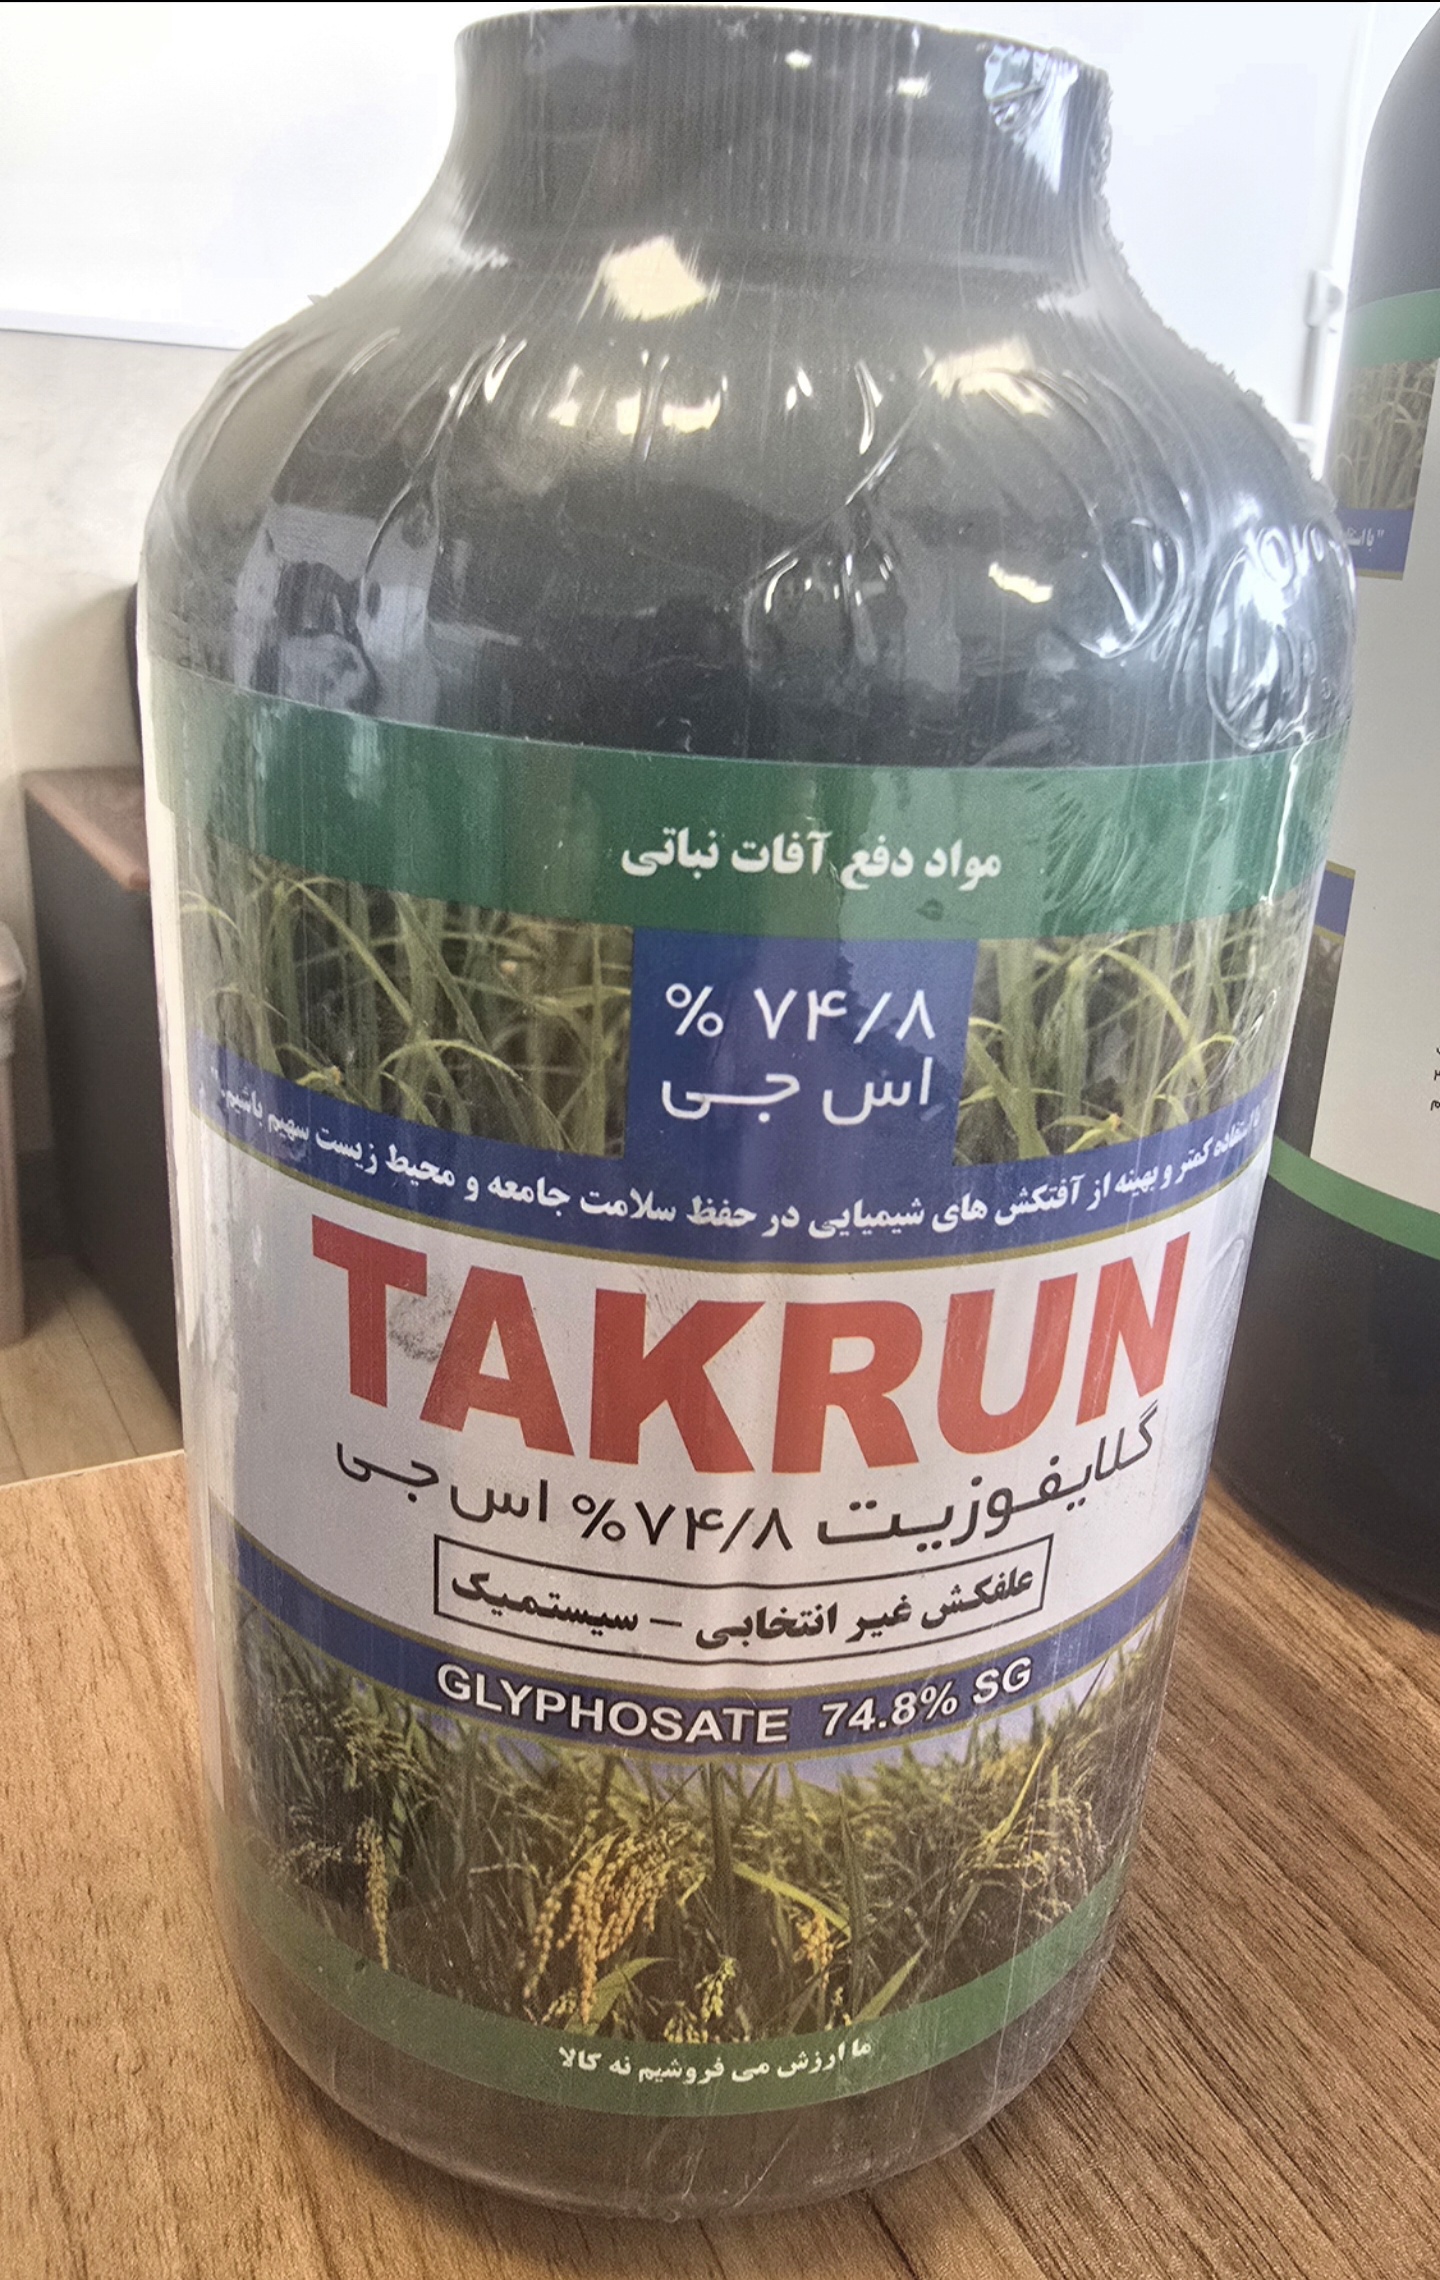 مواد دفع آفات نباتی
۷۴/۸ %
اس جی
استفاده کمتر و بهینه از آفتکش های شیمیایی در حفظ سلامت جامعه و محیط زیست سهیم باشیم."
TAKRUN
گلایفوزیت ۷۴/۸% اس جی
علفکش غیر انتخابی – سیستمیک
GLYPHOSATE 74.8% SG
ما ارزش می فروشیم نه کالا